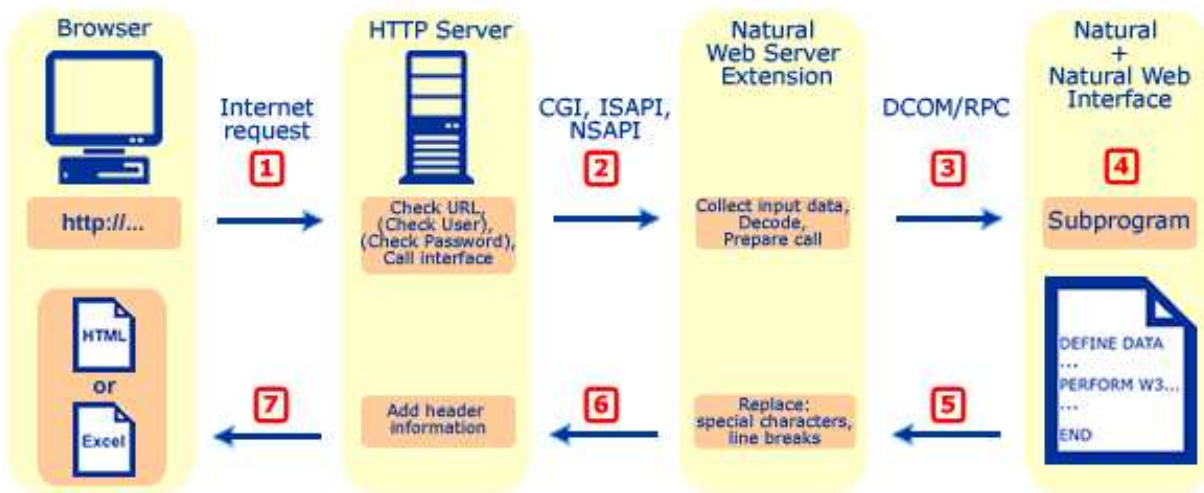 Browser
HTTP Server
Natural
Web Server
Extension
Natural
+
Natural Web
Interface
Internet
request
1
CGI, ISAPI,
NSAPI
2
DCOM/RPC
3
4
http://...
Check URL,
(Check User),
(Check Password),
Call interface
Collect input data,
Decode,
Prepare call
Subprogram
HTML
or
Excel
7
Add header
information
6
Replace:
special characters,
line breaks
5
DEFINE DATA
...
PERFORM W3...
...
END